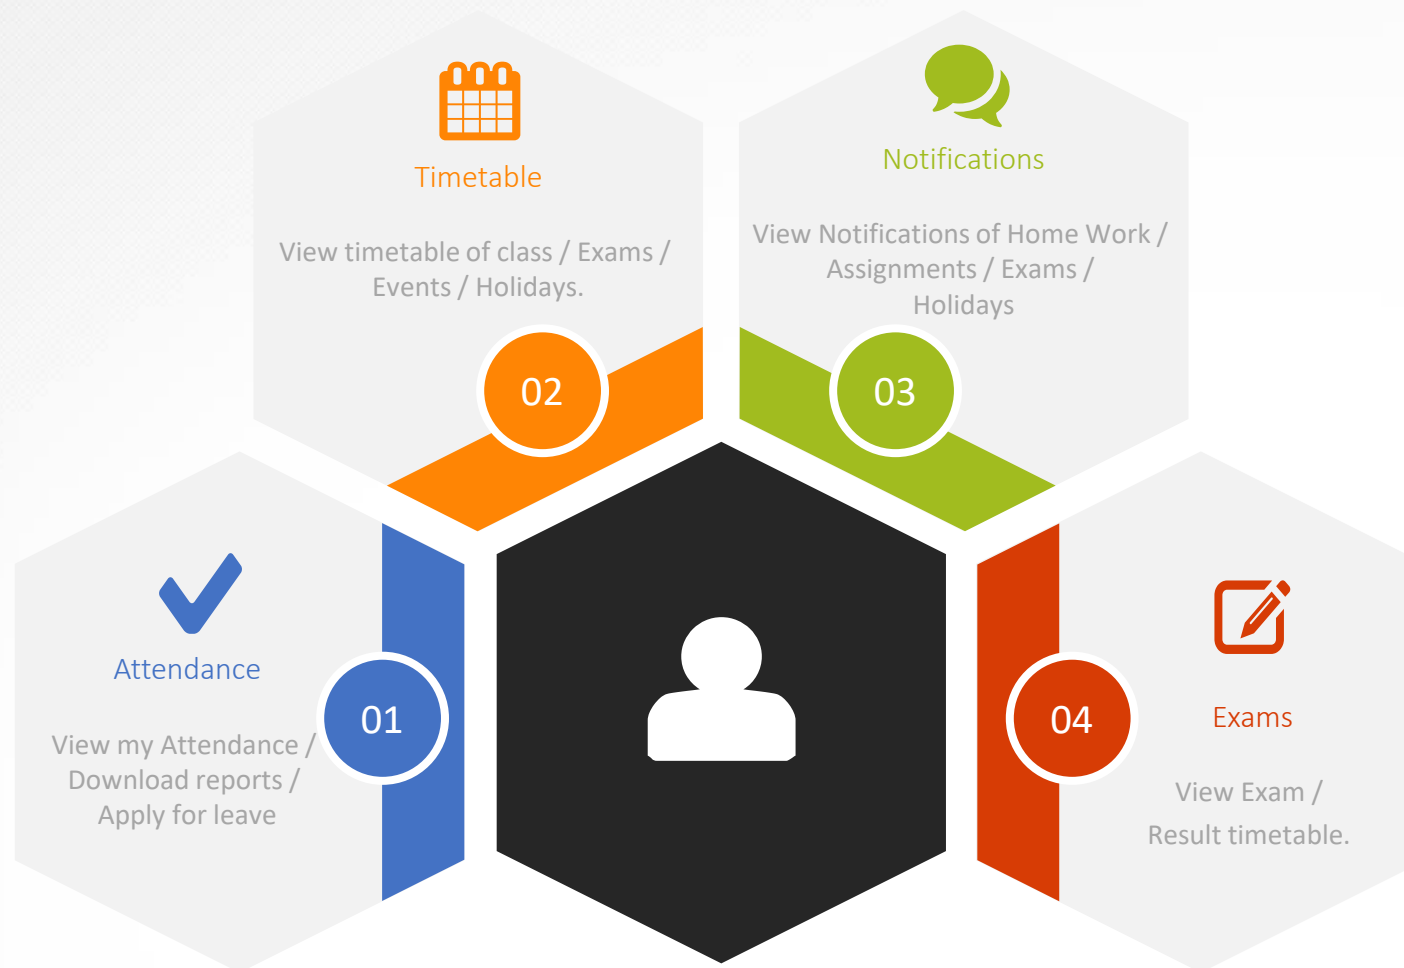 Attendance
View my Attendance /
Download reports /
Apply for leave
01
Timetable
View timetable of class / Exams /
Events / Holidays.
02
Notifications
View Notifications of Home Work /
Assignments / Exams /
Holidays
03
Exams
View Exam /
Result timetable.
04